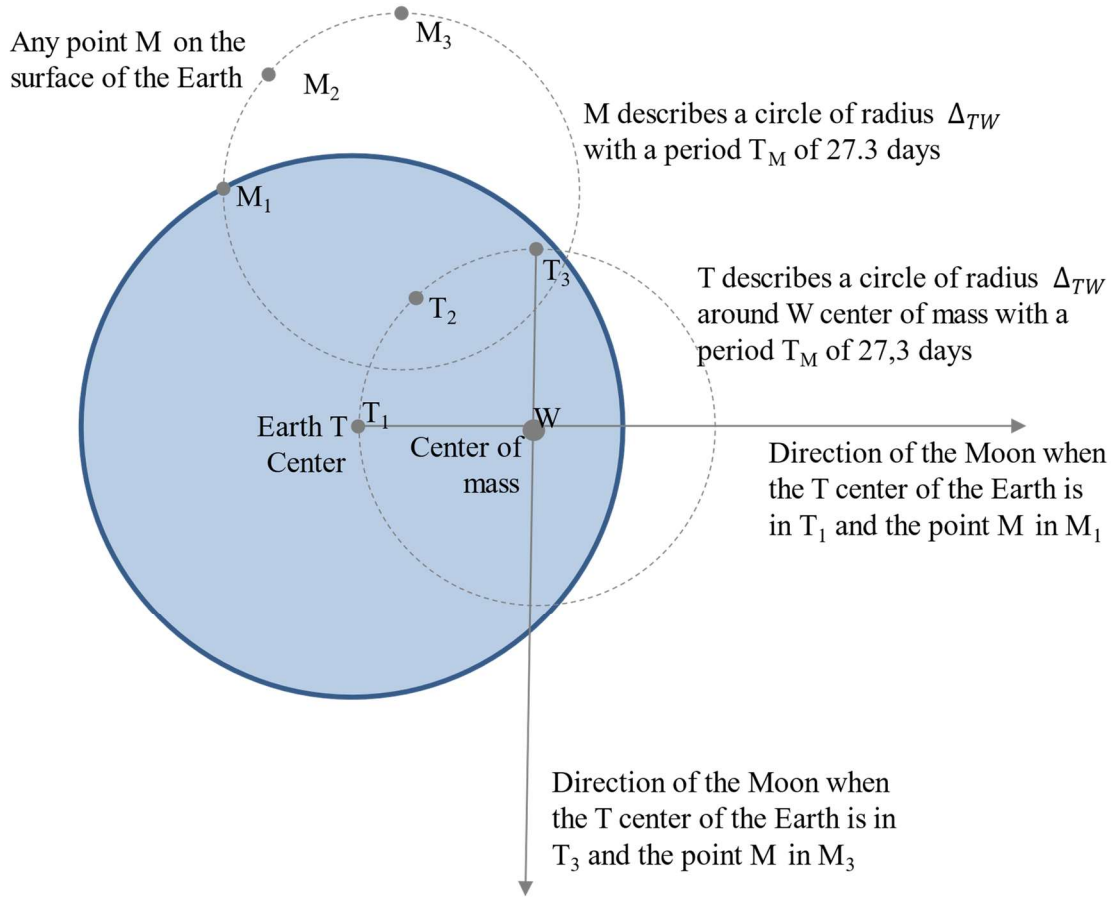 Any point M on the
surface of the Earth
M₃
M₂
M describes a circle of radius Δ_TW
with a period T_M of 27.3 days
M₁
T₃
T describes a circle of radius Δ_TW
around W center of mass with a
period T_M of 27,3 days
T₂
Earth T
Center
T₁
W
Center of
mass
Direction of the Moon when
the T center of the Earth is
in T₁ and the point M in M₁
Direction of the Moon when
the T center of the Earth is in
T₃ and the point M in M₃